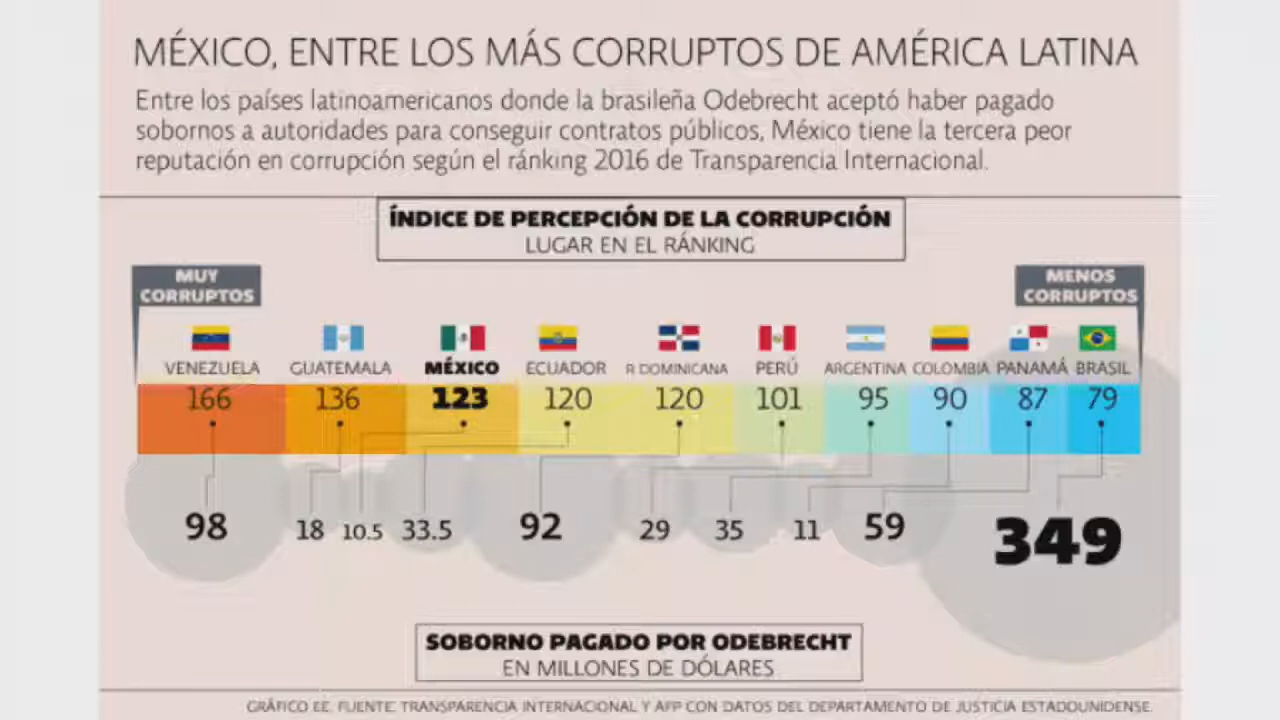 MÉXICO, ENTRE LOS MÁS CORRUPTOS DE AMÉRICA LATINA
Entre los países latinoamericanos donde la brasileña Odebrecht aceptó haber pagado
sobornos a autoridades para conseguir contratos públicos, México tiene la tercera peor
reputación en corrupción según el ránking 2016 de Transparencia Internacional.
ÍNDICE DE PERCEPCIÓN DE LA CORRUPCIÓN
LUGAR EN EL RÁNKING
MUY
CORRUPTOS
MENOS
CORRUPTOS
VENEZUELA GUATEMALA MÉXICO ECUADOR R DOMINICANA PERÚ ARGENTINA COLOMBIA PANAMÁ BRASIL
166 136 123 120 120 101 95 90 87 79
98 18 10.5 33.5 92 29 35 11 59 349
SOBORNO PAGADO POR ODEBRECHT
EN MILLONES DE DÓLARES
GRÁFICO EE. FUENTE: TRANSPARENCIA INTERNACIONAL Y AFP CON DATOS DEL DEPARTAMENTO DE JUSTICIA ESTADOUNIDENSE.